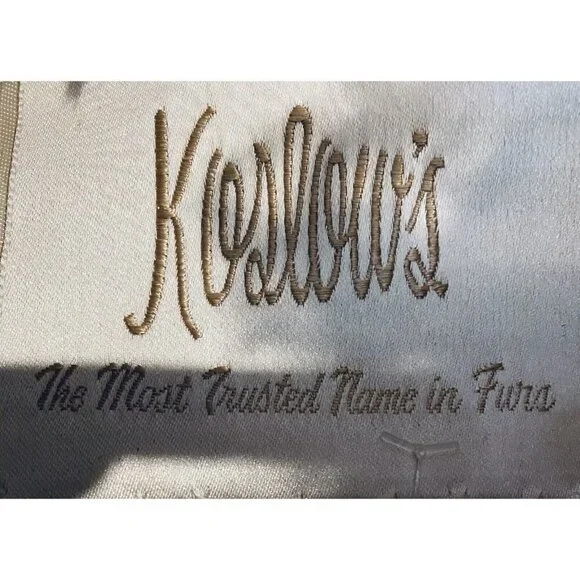 Koslow's
The Most Trusted Name in Furs